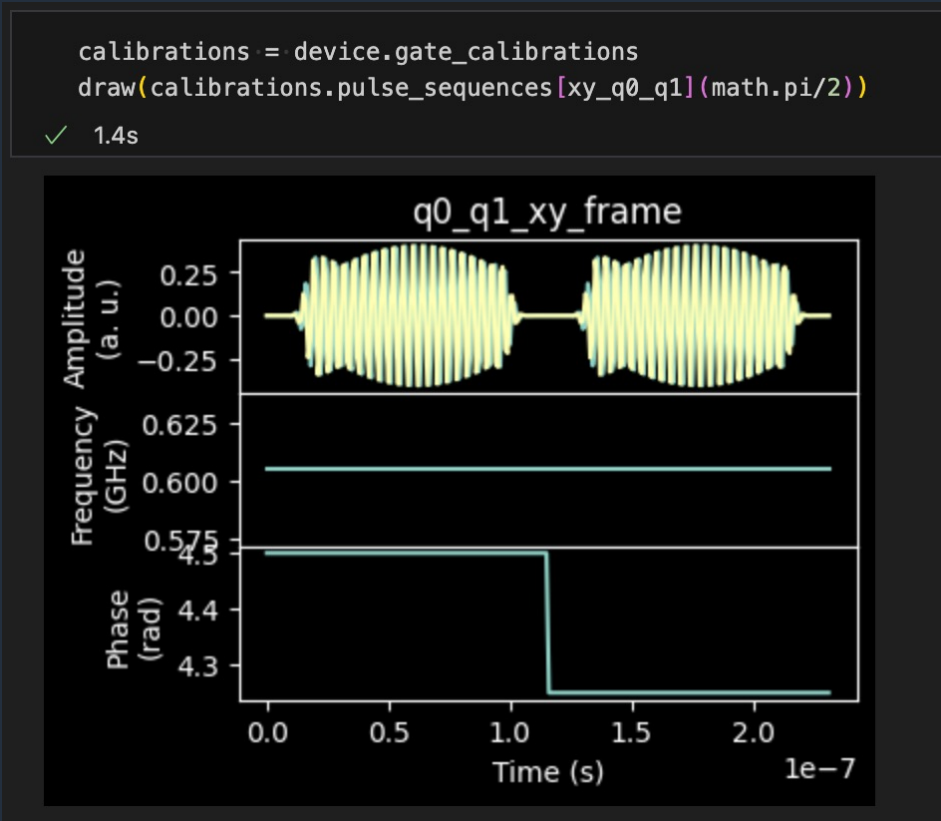 calibrations = device.gate_calibrations
draw(calibrations.pulse_sequences[xy_q0_q1](math.pi/2))
1.4s
q0_q1_xy_frame
Amplitude
(a. u.)
0.25
0.00
−0.25
Frequency
(GHz)
0.625
0.600
0.575
Phase
(rad)
4.5
4.4
4.3
0.0 0.5 1.0 1.5 2.0
Time (s)
1e−7